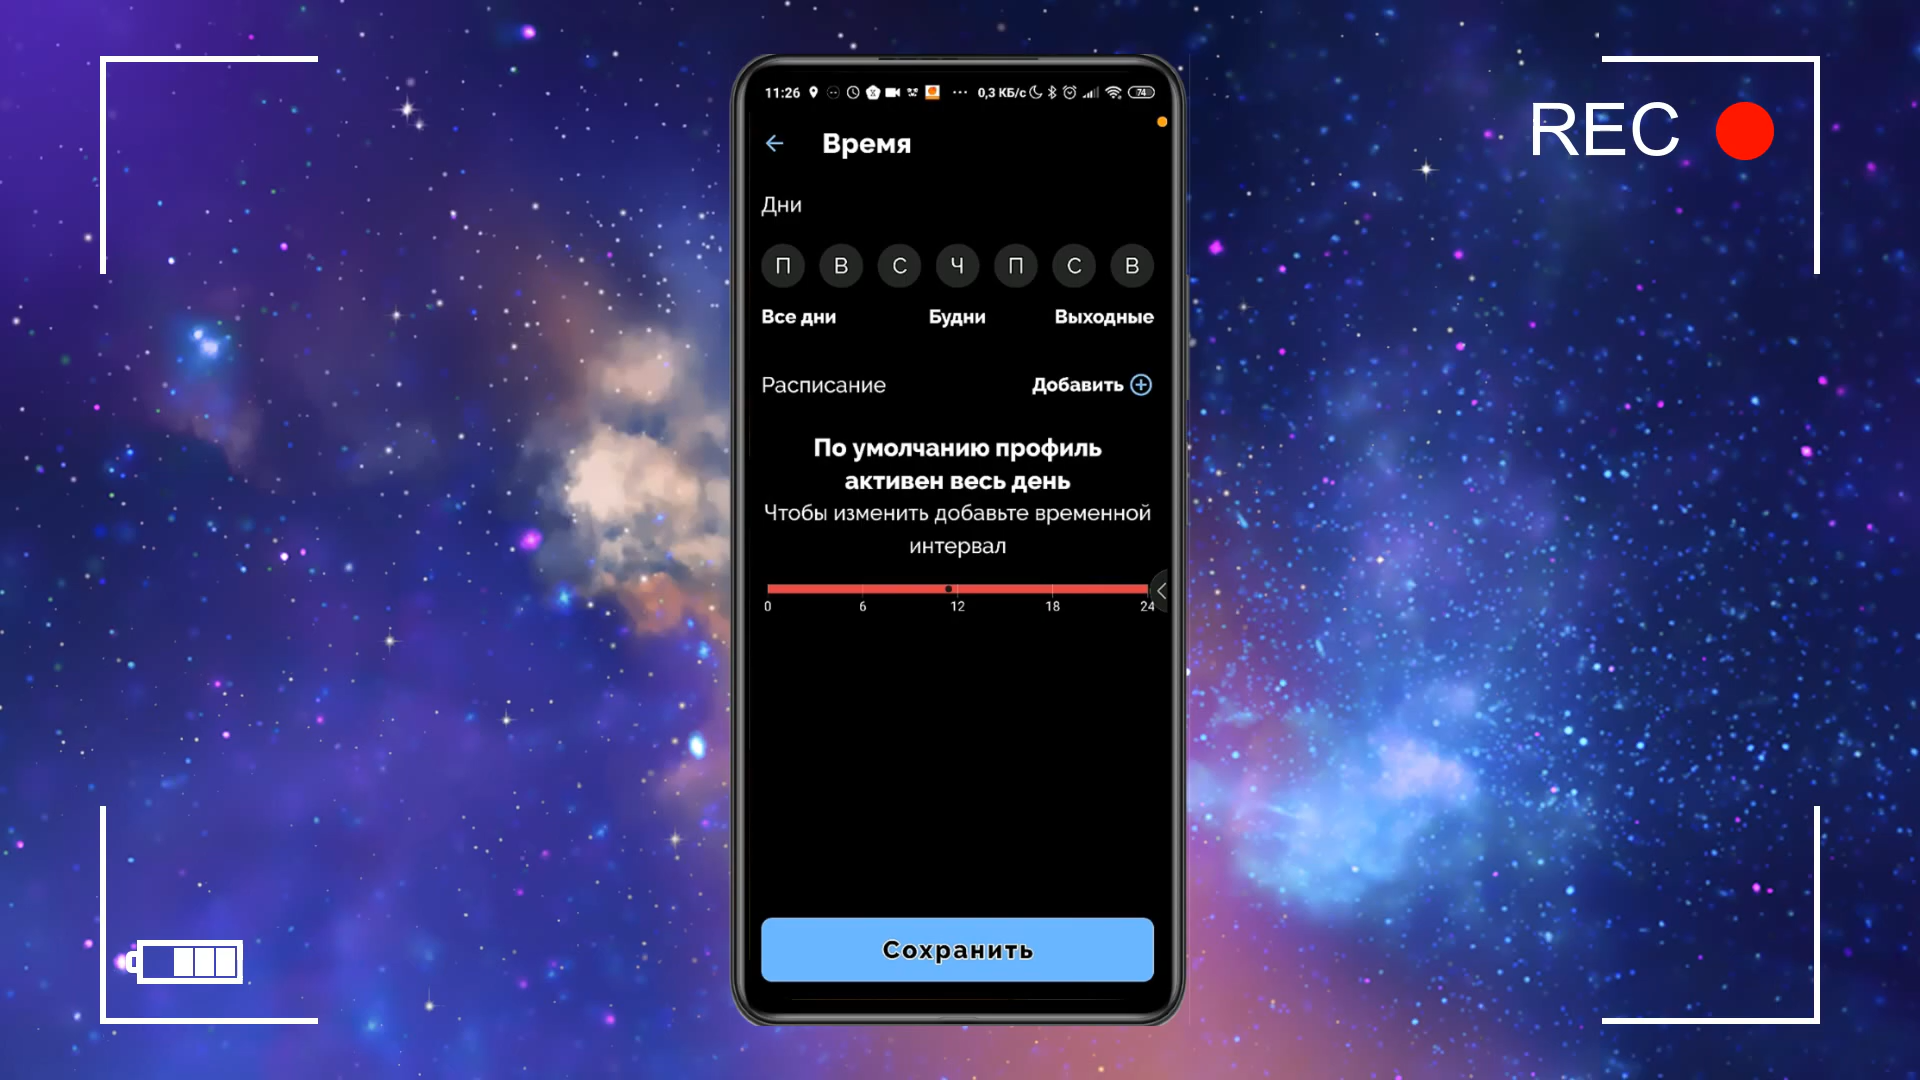 REC
11:26 0,3 КБ/с 74
Время
Дни
П В С Ч П С В
Все дни Будни Выходные
Расписание Добавить
По умолчанию профиль
активен весь день
Чтобы изменить добавьте временной
интервал
0 6 12 18 24
Сохранить